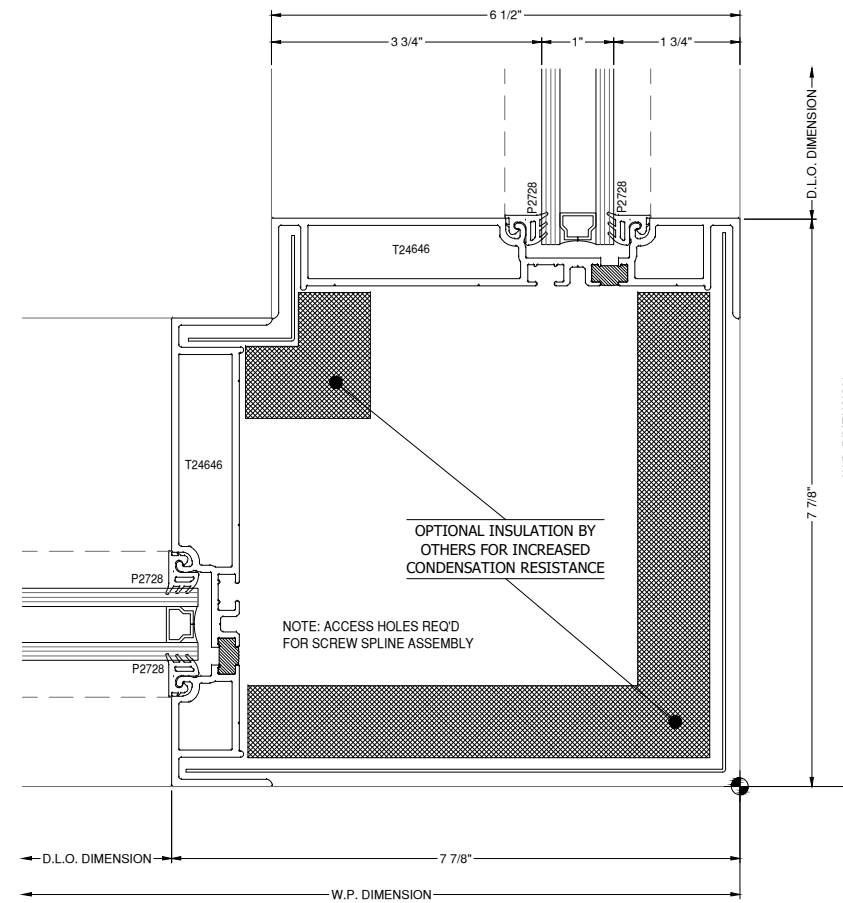 6 1/2"
3 3/4"
1"
1 3/4"
D.L.O. DIMENSION
P2728
P2728
T24646
T24646
7 7/8"
OPTIONAL INSULATION BY
OTHERS FOR INCREASED
CONDENSATION RESISTANCE
P2728
NOTE: ACCESS HOLES REQ'D
FOR SCREW SPLINE ASSEMBLY
P2728
D.L.O. DIMENSION
7 7/8"
W.P. DIMENSION